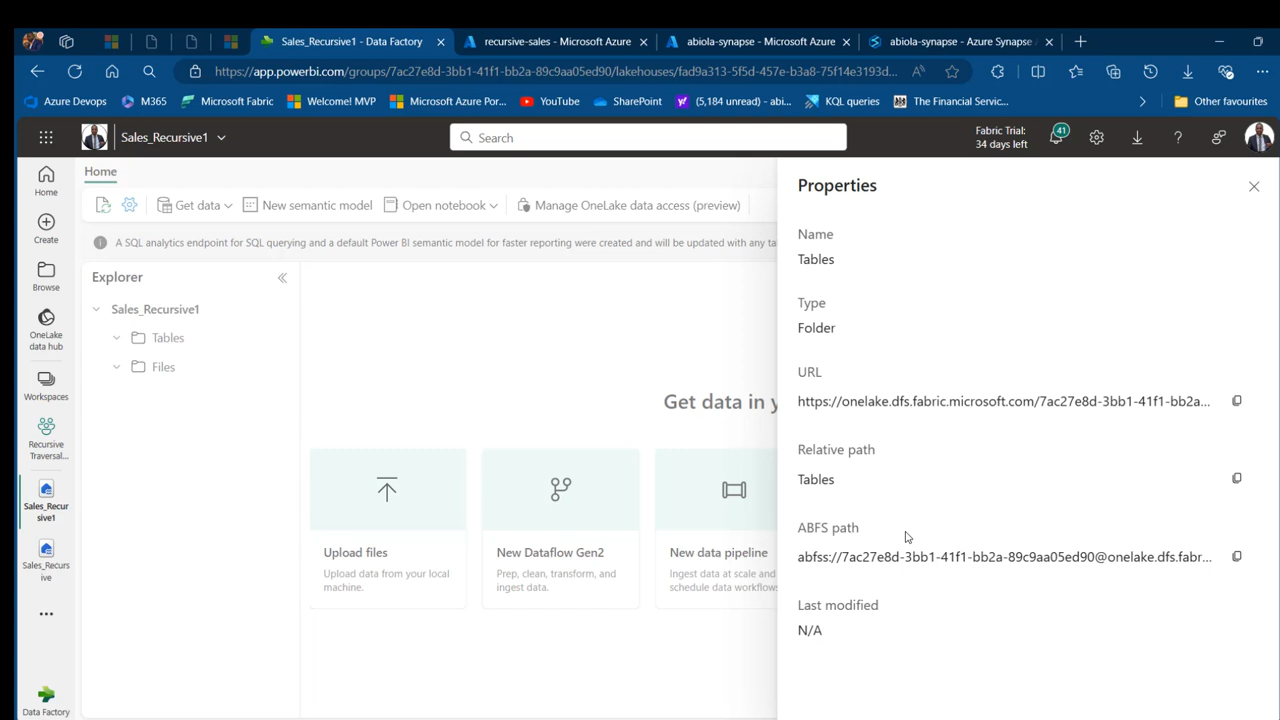 Sales_Recursive1 - Data Factory
recursive-sales - Microsoft Azure
abiola-synapse - Microsoft Azure
abiola-synapse - Azure Synapse A
https://app.powerbi.com/groups/7ac27e8d-3bb1-41f1-bb2a-89c9aa05ed90/lakehouses/fad9a313-5f5d-457e-b3a8-75f14e3193d...
Azure Devops
M365
Microsoft Fabric
Welcome! MVP
Microsoft Azure Por...
YouTube
SharePoint
(5,184 unread) - abi...
KQL queries
The Financial Servic...
Other favourites
Sales_Recursive1
Search
Fabric Trial:
34 days left
41
Home
Create
Browse
OneLake
data hub
Workspaces
Recursive
Traversal...
Sales_Recur
sive1
Sales_Recurs
ive
Data Factory
Home
Get data
New semantic model
Open notebook
Manage OneLake data access (preview)
A SQL analytics endpoint for SQL querying and a default Power BI semantic model for faster reporting were created and will be updated with any ta
Explorer
Sales_Recursive1
Tables
Files
Get data in y
Upload files
Upload data from your local
machine.
New Dataflow Gen2
Prep, clean, transform, and
ingest data.
New data pipeline
Ingest data at scale and
schedule data workflows
Properties
Name
Tables
Type
Folder
URL
https://onelake.dfs.fabric.microsoft.com/7ac27e8d-3bb1-41f1-bb2a...
Relative path
Tables
ABFS path
abfss://7ac27e8d-3bb1-41f1-bb2a-89c9aa05ed90@onelake.dfs.fabr...
Last modified
N/A